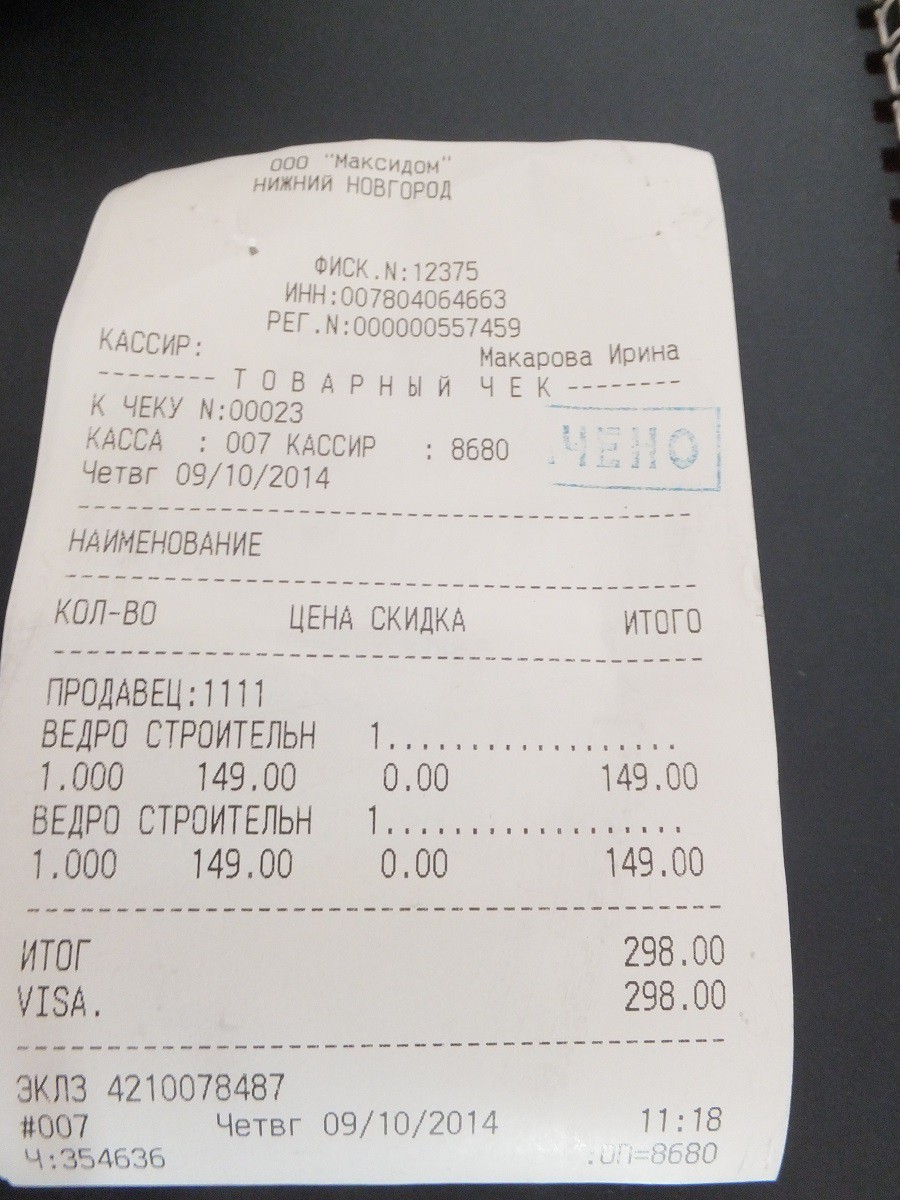 ООО "Максидом"
НИЖНИЙ НОВГОРОД
ФИСК.N:12375
ИНН:007804064663
РЕГ.N:000000557459
КАССИР: Макарова Ирина
-------- Т О В А Р Н Ы Й Ч Е К --------
К ЧЕКУ N:00023
КАССА : 007 КАССИР : 8680
Четвг 09/10/2014
НАИМЕНОВАНИЕ
КОЛ-ВО ЦЕНА СКИДКА ИТОГО
ПРОДАВЕЦ:1111
ВЕДРО СТРОИТЕЛЬН 1..................
1.000 149.00 0.00 149.00
ВЕДРО СТРОИТЕЛЬН 1..................
1.000 149.00 0.00 149.00
ИТОГ 298.00
VISA. 298.00
ЭКЛЗ 4210078487
#007 Четвг 09/10/2014 11:18
Ч:354636 :ОП=8680